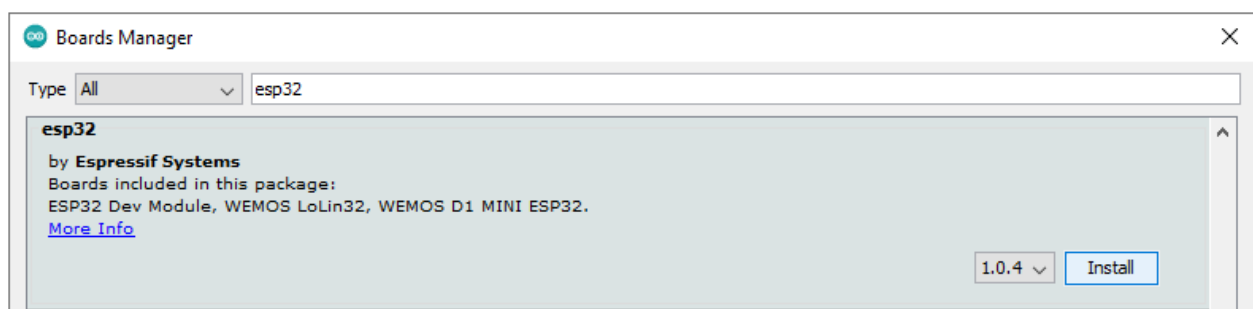 Boards Manager
Type All esp32
esp32
by Espressif Systems
Boards included in this package:
ESP32 Dev Module, WEMOS LoLin32, WEMOS D1 MINI ESP32.
More Info
1.0.4 Install